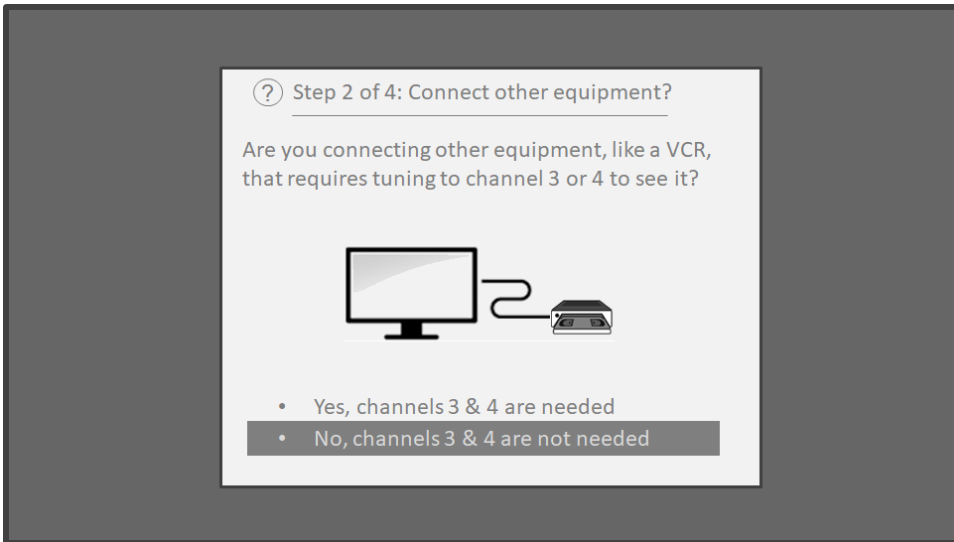 ? Step 2 of 4: Connect other equipment?
Are you connecting other equipment, like a VCR,
that requires tuning to channel 3 or 4 to see it?
• Yes, channels 3 & 4 are needed
• No, channels 3 & 4 are not needed